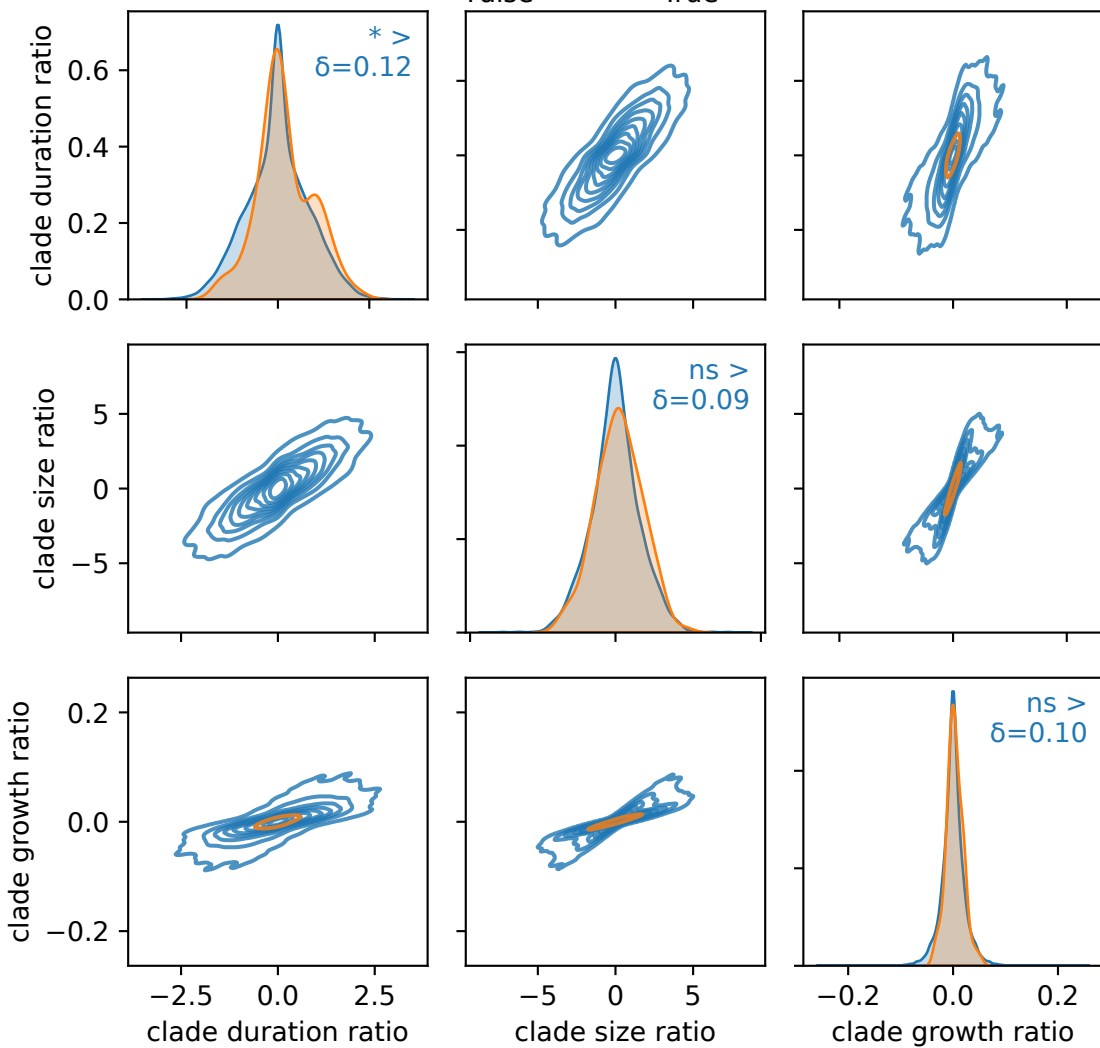 clade duration ratio
0.6
0.4
0.2
0.0
* >
δ=0.12
clade size ratio
5
0
−5
ns >
δ=0.09
clade growth ratio
0.2
0.0
−0.2
ns >
δ=0.10
−2.5 0.0 2.5
−5 0 5
−0.2 0.0 0.2
clade duration ratio
clade size ratio
clade growth ratio